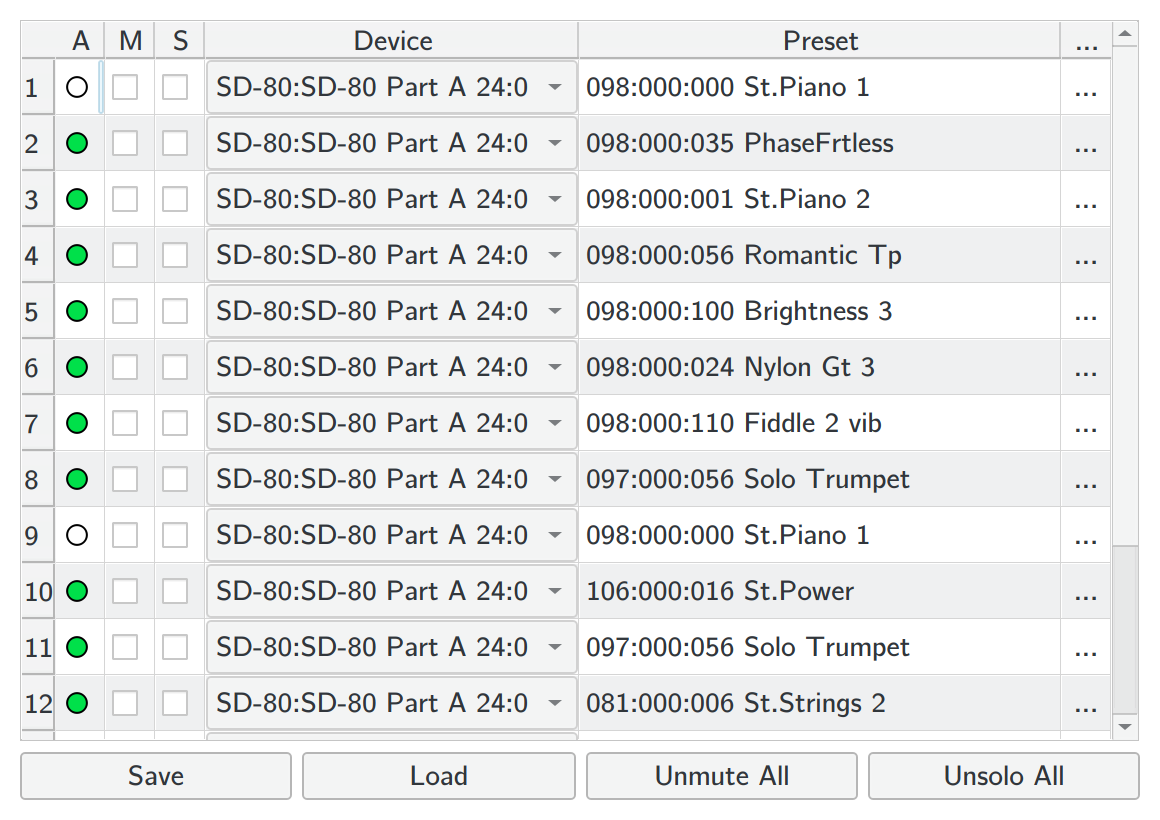 A M S Device Preset ...
1 SD-80:SD-80 Part A 24:0 098:000:000 St.Piano 1 ...
2 SD-80:SD-80 Part A 24:0 098:000:035 PhaseFrtless ...
3 SD-80:SD-80 Part A 24:0 098:000:001 St.Piano 2 ...
4 SD-80:SD-80 Part A 24:0 098:000:056 Romantic Tp ...
5 SD-80:SD-80 Part A 24:0 098:000:100 Brightness 3 ...
6 SD-80:SD-80 Part A 24:0 098:000:024 Nylon Gt 3 ...
7 SD-80:SD-80 Part A 24:0 098:000:110 Fiddle 2 vib ...
8 SD-80:SD-80 Part A 24:0 097:000:056 Solo Trumpet ...
9 SD-80:SD-80 Part A 24:0 098:000:000 St.Piano 1 ...
10 SD-80:SD-80 Part A 24:0 106:000:016 St.Power ...
11 SD-80:SD-80 Part A 24:0 097:000:056 Solo Trumpet ...
12 SD-80:SD-80 Part A 24:0 081:000:006 St.Strings 2 ...
Save Load Unmute All Unsolo All